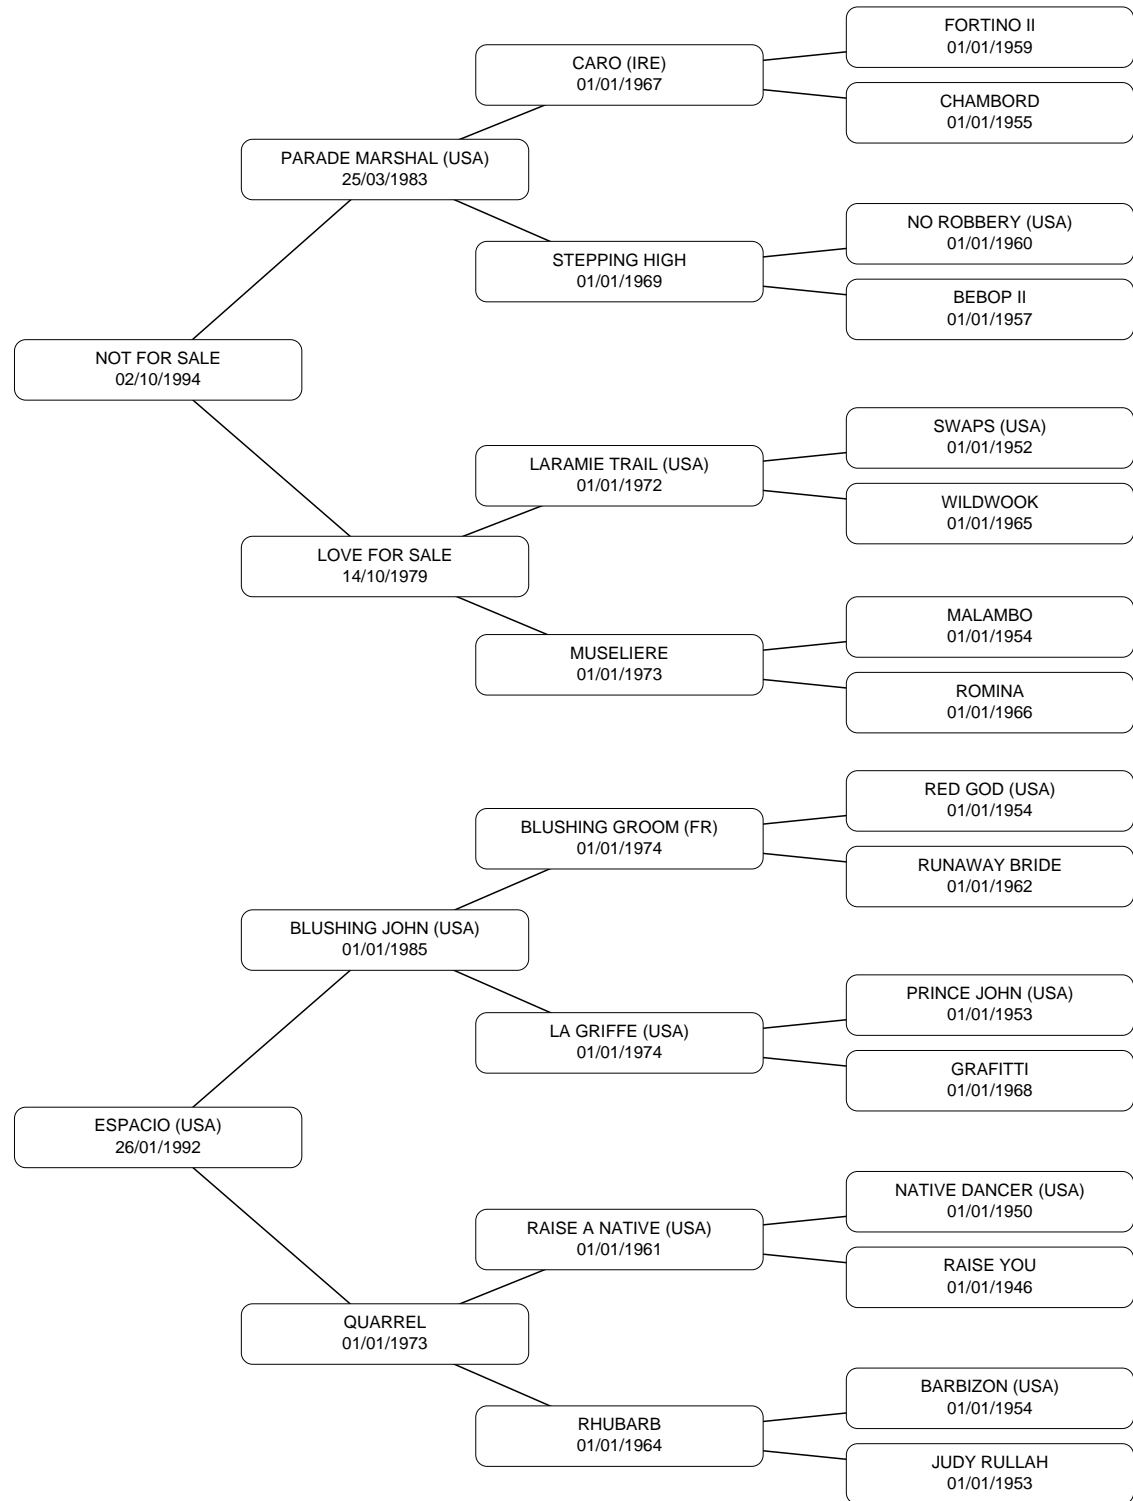 FORTINO II
01/01/1959
CARO (IRE)
01/01/1967
CHAMBORD
01/01/1955
PARADE MARSHAL (USA)
25/03/1983
NO ROBBERY (USA)
01/01/1960
STEPPING HIGH
01/01/1969
BEBOP II
01/01/1957
NOT FOR SALE
02/10/1994
SWAPS (USA)
01/01/1952
LARAMIE TRAIL (USA)
01/01/1972
WILDWOOK
01/01/1965
LOVE FOR SALE
14/10/1979
MALAMBO
01/01/1954
MUSELIERE
01/01/1973
ROMINA
01/01/1966
RED GOD (USA)
01/01/1954
BLUSHING GROOM (FR)
01/01/1974
RUNAWAY BRIDE
01/01/1962
BLUSHING JOHN (USA)
01/01/1985
PRINCE JOHN (USA)
01/01/1953
LA GRIFFE (USA)
01/01/1974
GRAFITTI
01/01/1968
ESPACIO (USA)
26/01/1992
NATIVE DANCER (USA)
01/01/1950
RAISE A NATIVE (USA)
01/01/1961
RAISE YOU
01/01/1946
QUARREL
01/01/1973
BARBIZON (USA)
01/01/1954
RHUBARB
01/01/1964
JUDY RULLAH
01/01/1953